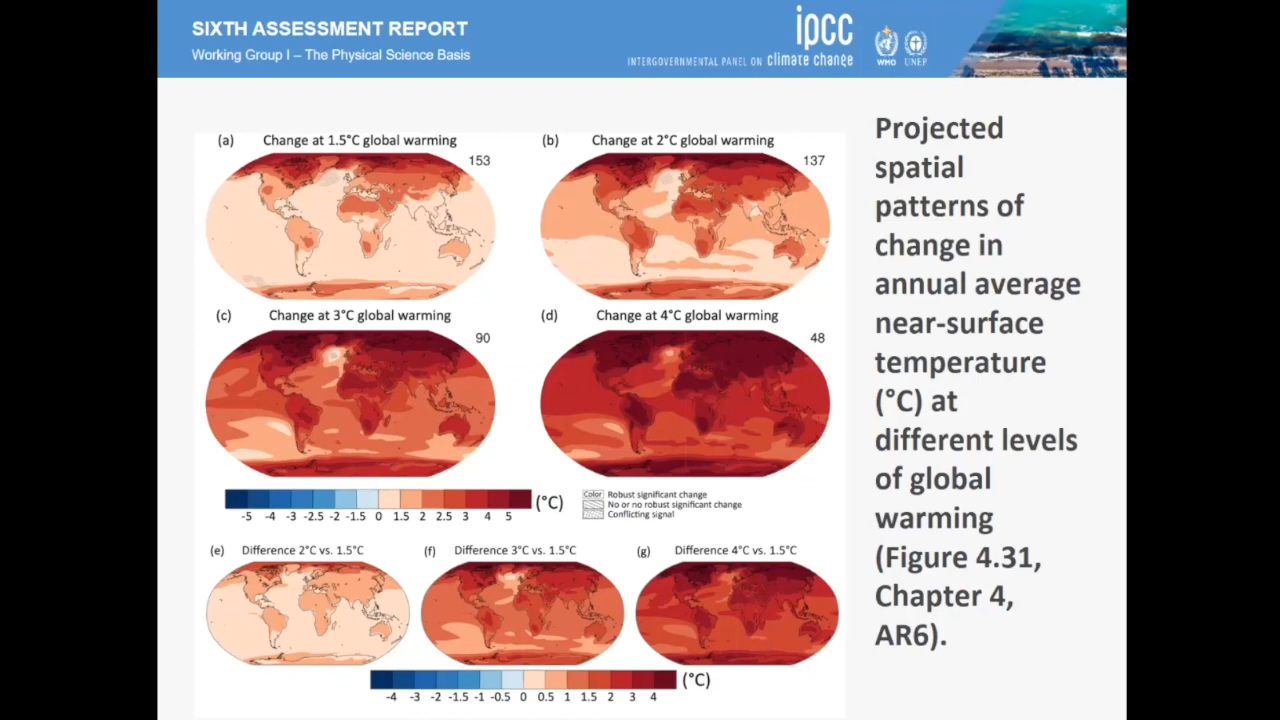 SIXTH ASSESSMENT REPORT
Working Group I – The Physical Science Basis
ipcc
INTERGOVERNMENTAL PANEL ON climate change
WMO UNEP
(a) Change at 1.5°C global warming
153
(b) Change at 2°C global warming
137
(c) Change at 3°C global warming
90
(d) Change at 4°C global warming
48
(°C)
-5 -4 -3 -2.5 -2 -1.5 0 1.5 2 2.5 3 4 5
Color Robust significant change
No or no robust significant change
Conflicting signal
(e) Difference 2°C vs. 1.5°C
(f) Difference 3°C vs. 1.5°C
(g) Difference 4°C vs. 1.5°C
(°C)
-4 -3 -2 -1.5 -1 -0.5 0 0.5 1 1.5 2 3 4
Projected
spatial
patterns of
change in
annual average
near-surface
temperature
(°C) at
different levels
of global
warming
(Figure 4.31,
Chapter 4,
AR6).